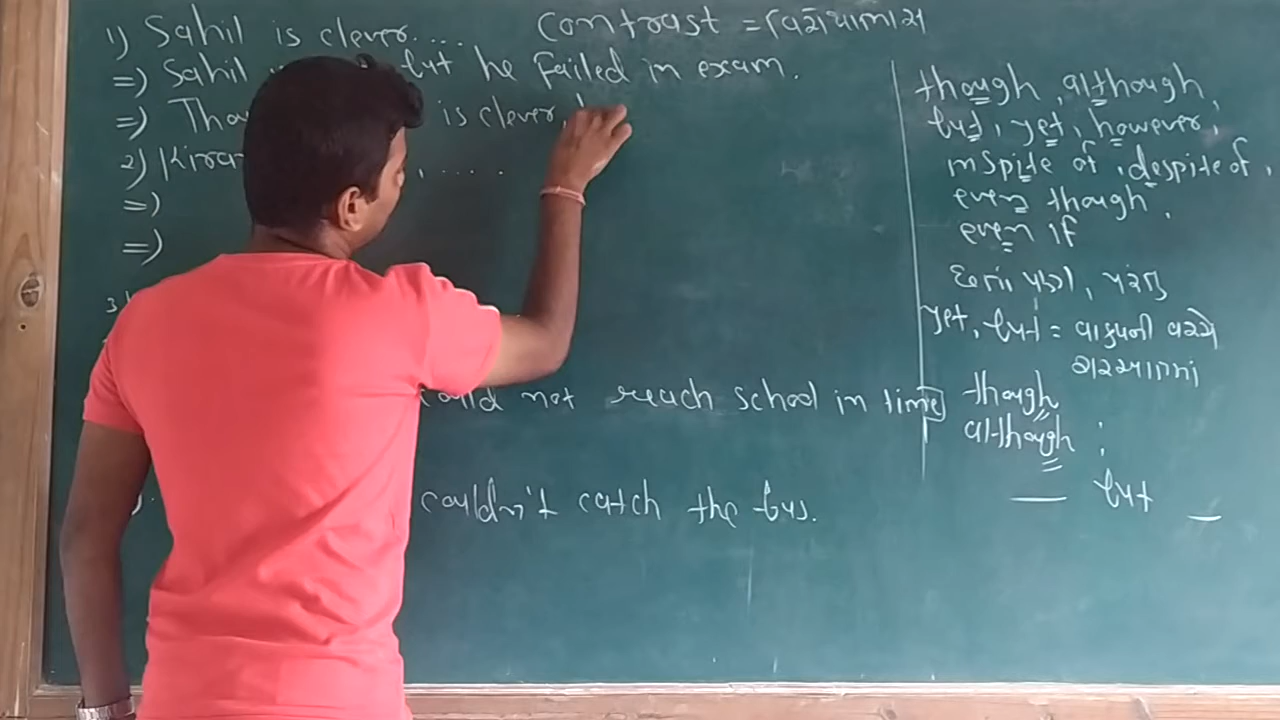 1) Sahil is clever.... Contrast = વિરોધાભાસ
=) Sahil but he failed in exam.
=) Tho is clever,
2) Kiran , ....
=)
=)
3)
could not reach school in time
couldn't catch the bus.
though, although,
but, yet, however,
inspite of, despite of,
even though,
even if
છતાં પણ, પરંતુ
yet, but = વાક્યની વચ્ચે
though
although ;
— but —